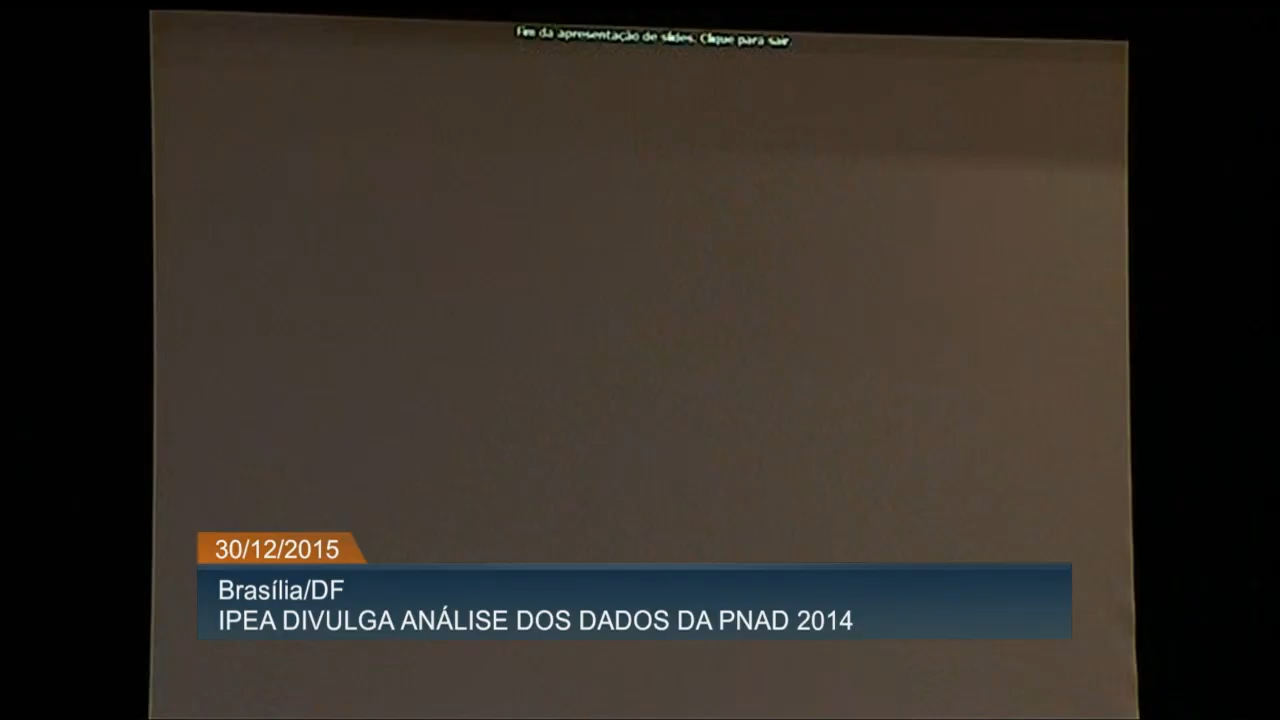 Fim da apresentação de slides. Clique para sair.
30/12/2015
Brasília/DF
IPEA DIVULGA ANÁLISE DOS DADOS DA PNAD 2014